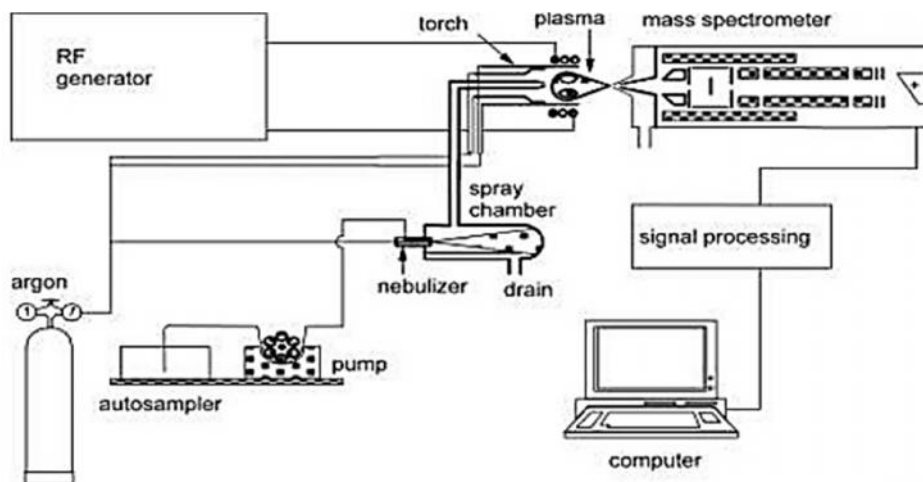 RF
generator
torch
plasma
mass spectrometer
spray
chamber
signal processing
nebulizer
drain
argon
pump
autosampler
computer